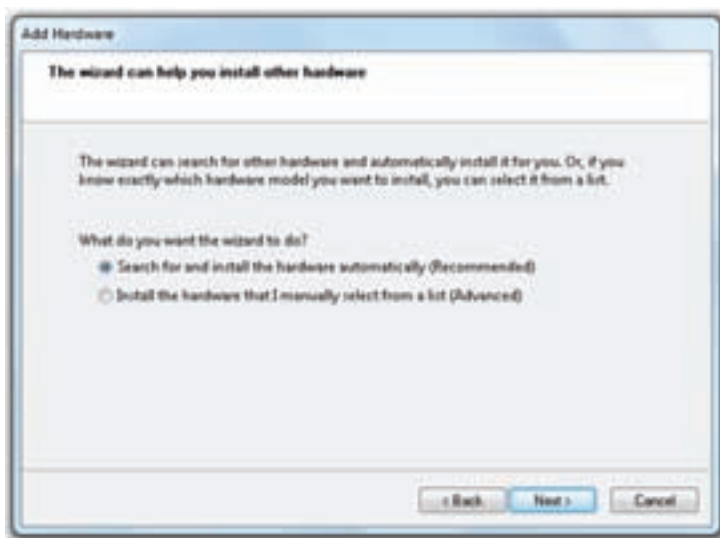 Add Hardware
The wizard can help you install other hardware
The wizard can search for other hardware and automatically install it for you. Or, if you
know exactly which hardware model you want to install, you can select it from a list.
What do you want the wizard to do?
Search for and install the hardware automatically (Recommended)
Install the hardware that I manually select from a list (Advanced)
< Back Next > Cancel